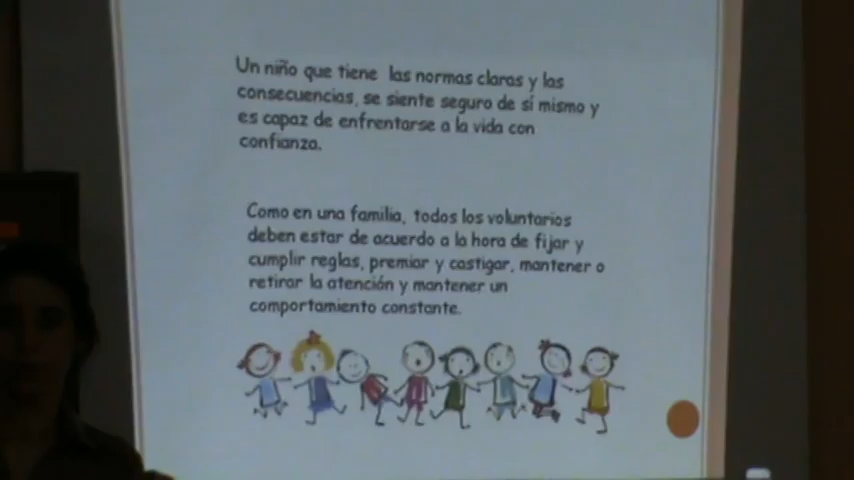 Un niño que tiene las normas claras y las
consecuencias, se siente seguro de sí mismo y
es capaz de enfrentarse a la vida con
confianza.
Como en una familia, todos los voluntarios
deben estar de acuerdo a la hora de fijar y
cumplir reglas, premiar y castigar, mantener o
retirar la atención y mantener un
comportamiento constante.